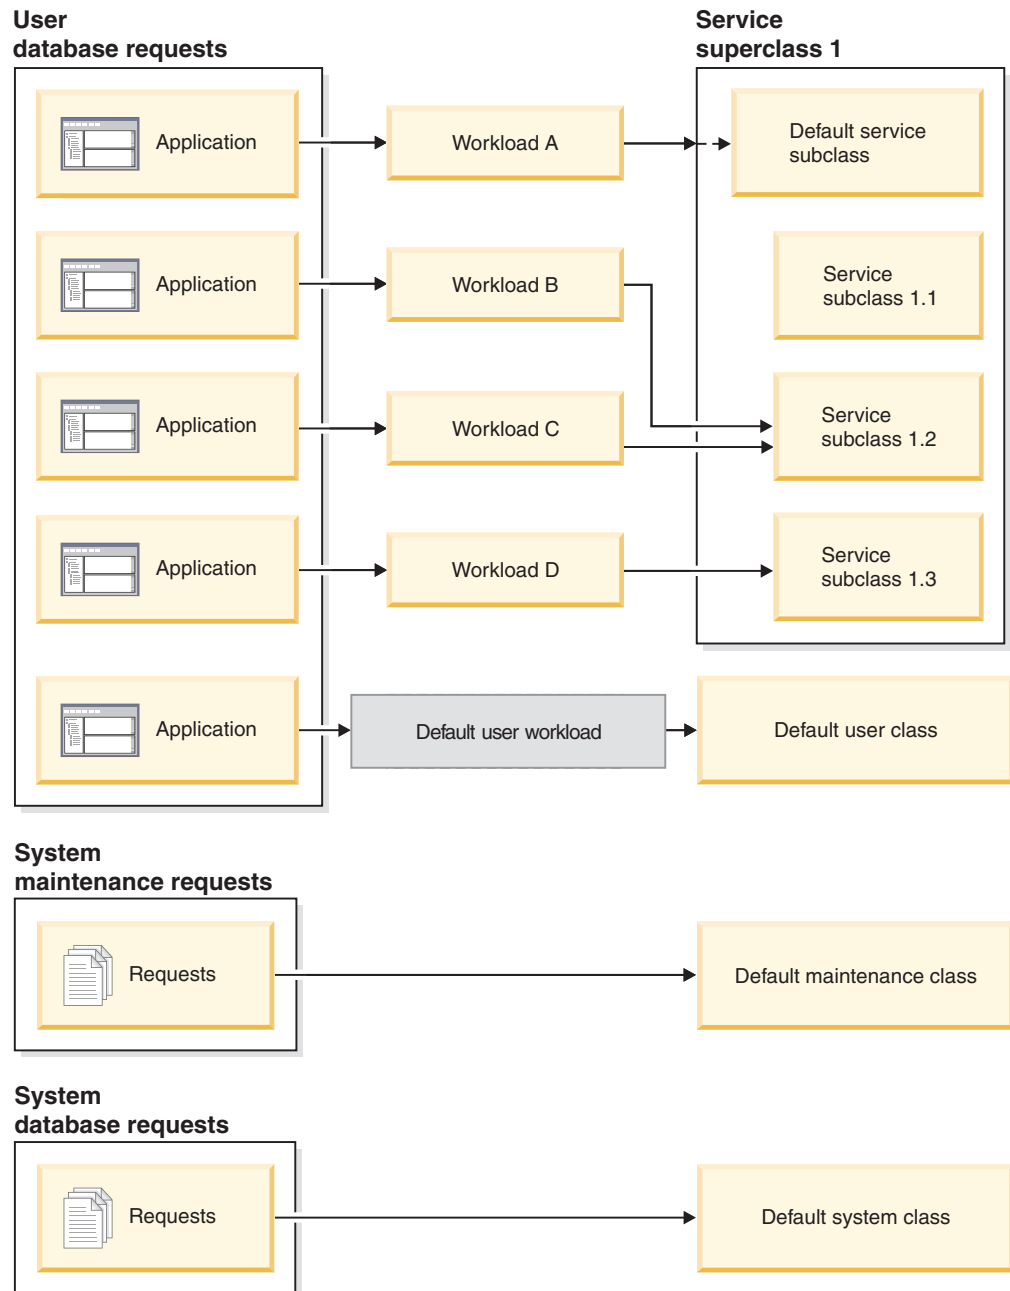 User
database requests
Service
superclass 1
Application
Workload A
Default service
subclass
Application
Workload B
Service
subclass 1.1
Application
Workload C
Service
subclass 1.2
Application
Workload D
Service
subclass 1.3
Application
Default user workload
Default user class
System
maintenance requests
Requests
Default maintenance class
System
database requests
Requests
Default system class